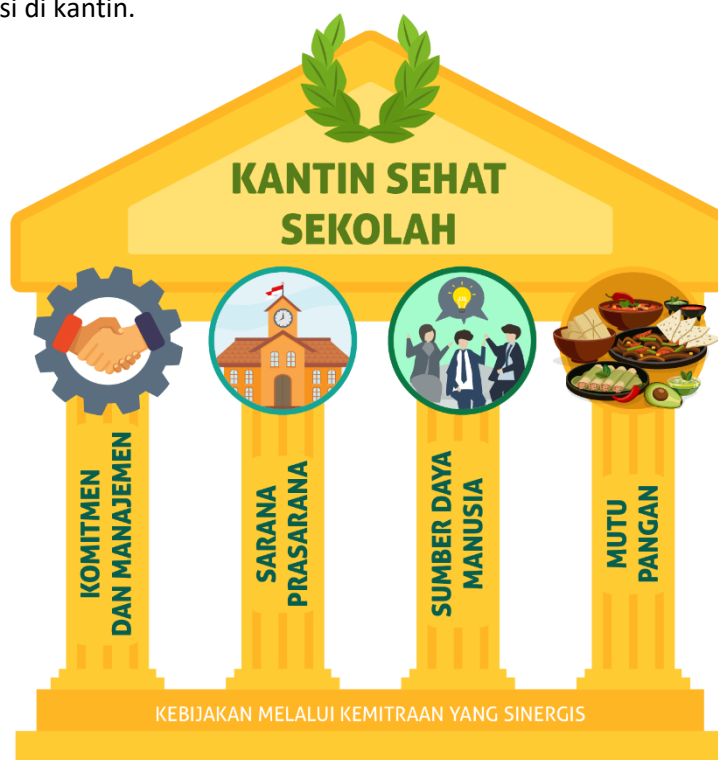 si di kantin.
KANTIN SEHAT
SEKOLAH
KOMITMEN
DAN MANAJEMEN
SARANA
PRASARANA
SUMBER DAYA
MANUSIA
MUTU
PANGAN
KEBIJAKAN MELALUI KEMITRAAN YANG SINERGIS